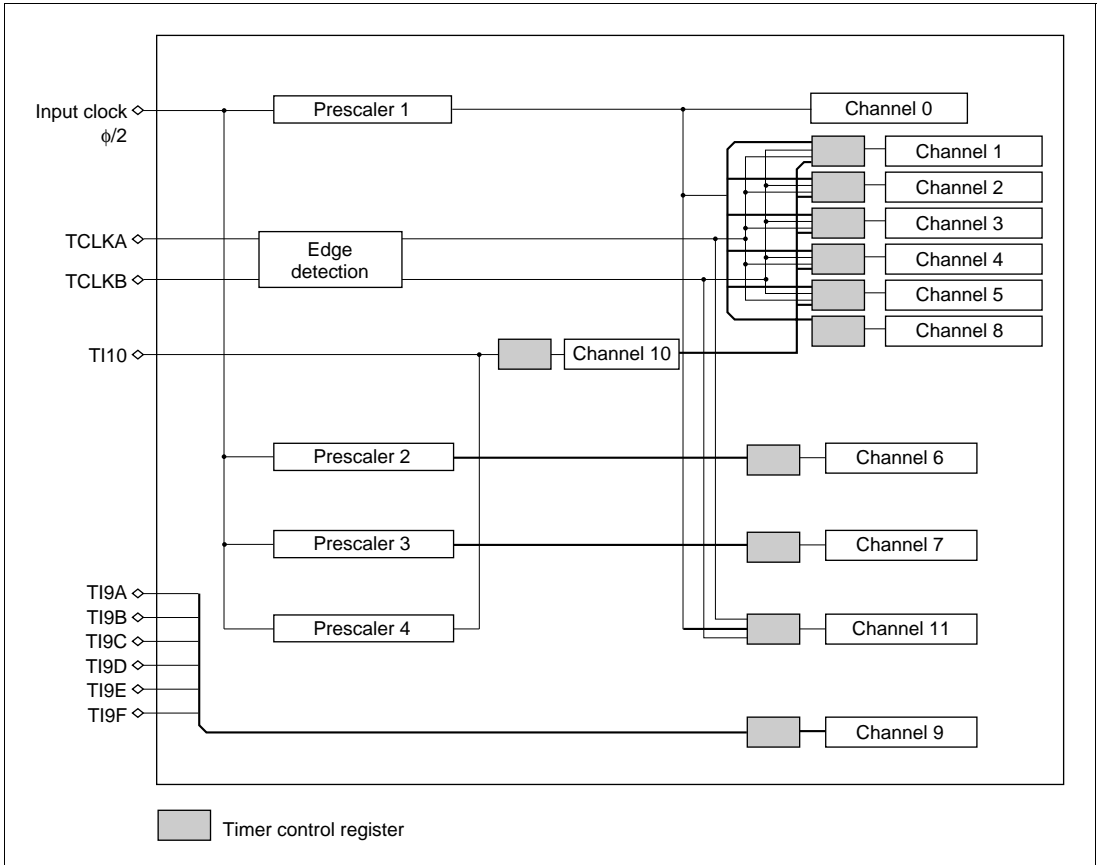 Input clock
ϕ/2
Prescaler 1
Channel 0
Channel 1
Channel 2
Channel 3
Channel 4
Channel 5
Channel 8
TCLKA
TCLKB
Edge
detection
TI10
Channel 10
Prescaler 2
Channel 6
Prescaler 3
Channel 7
TI9A
TI9B
TI9C
TI9D
TI9E
TI9F
Prescaler 4
Channel 11
Channel 9
Timer control register